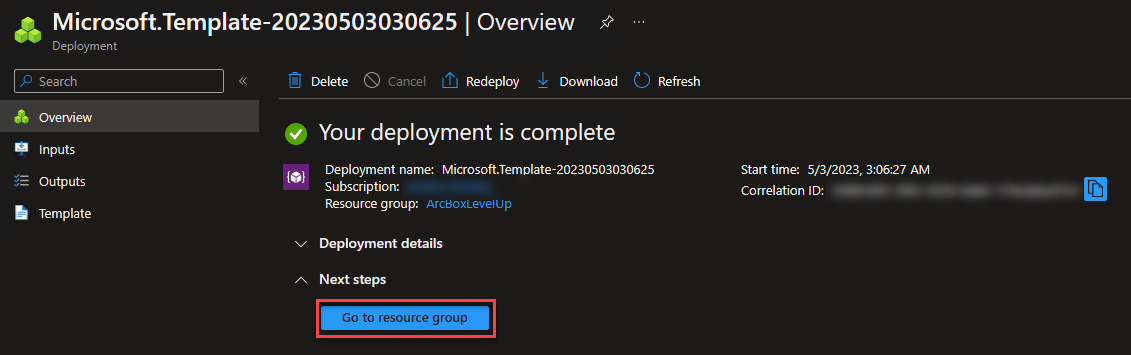 Microsoft.Template-20230503030625 | Overview
Deployment
Search
Delete
Cancel
Redeploy
Download
Refresh
Overview
Inputs
Outputs
Template
Your deployment is complete
Deployment name: Microsoft.Template-20230503030625
Subscription:
Resource group: ArcBoxLevelUp
Start time: 5/3/2023, 3:06:27 AM
Correlation ID:
Deployment details
Next steps
Go to resource group